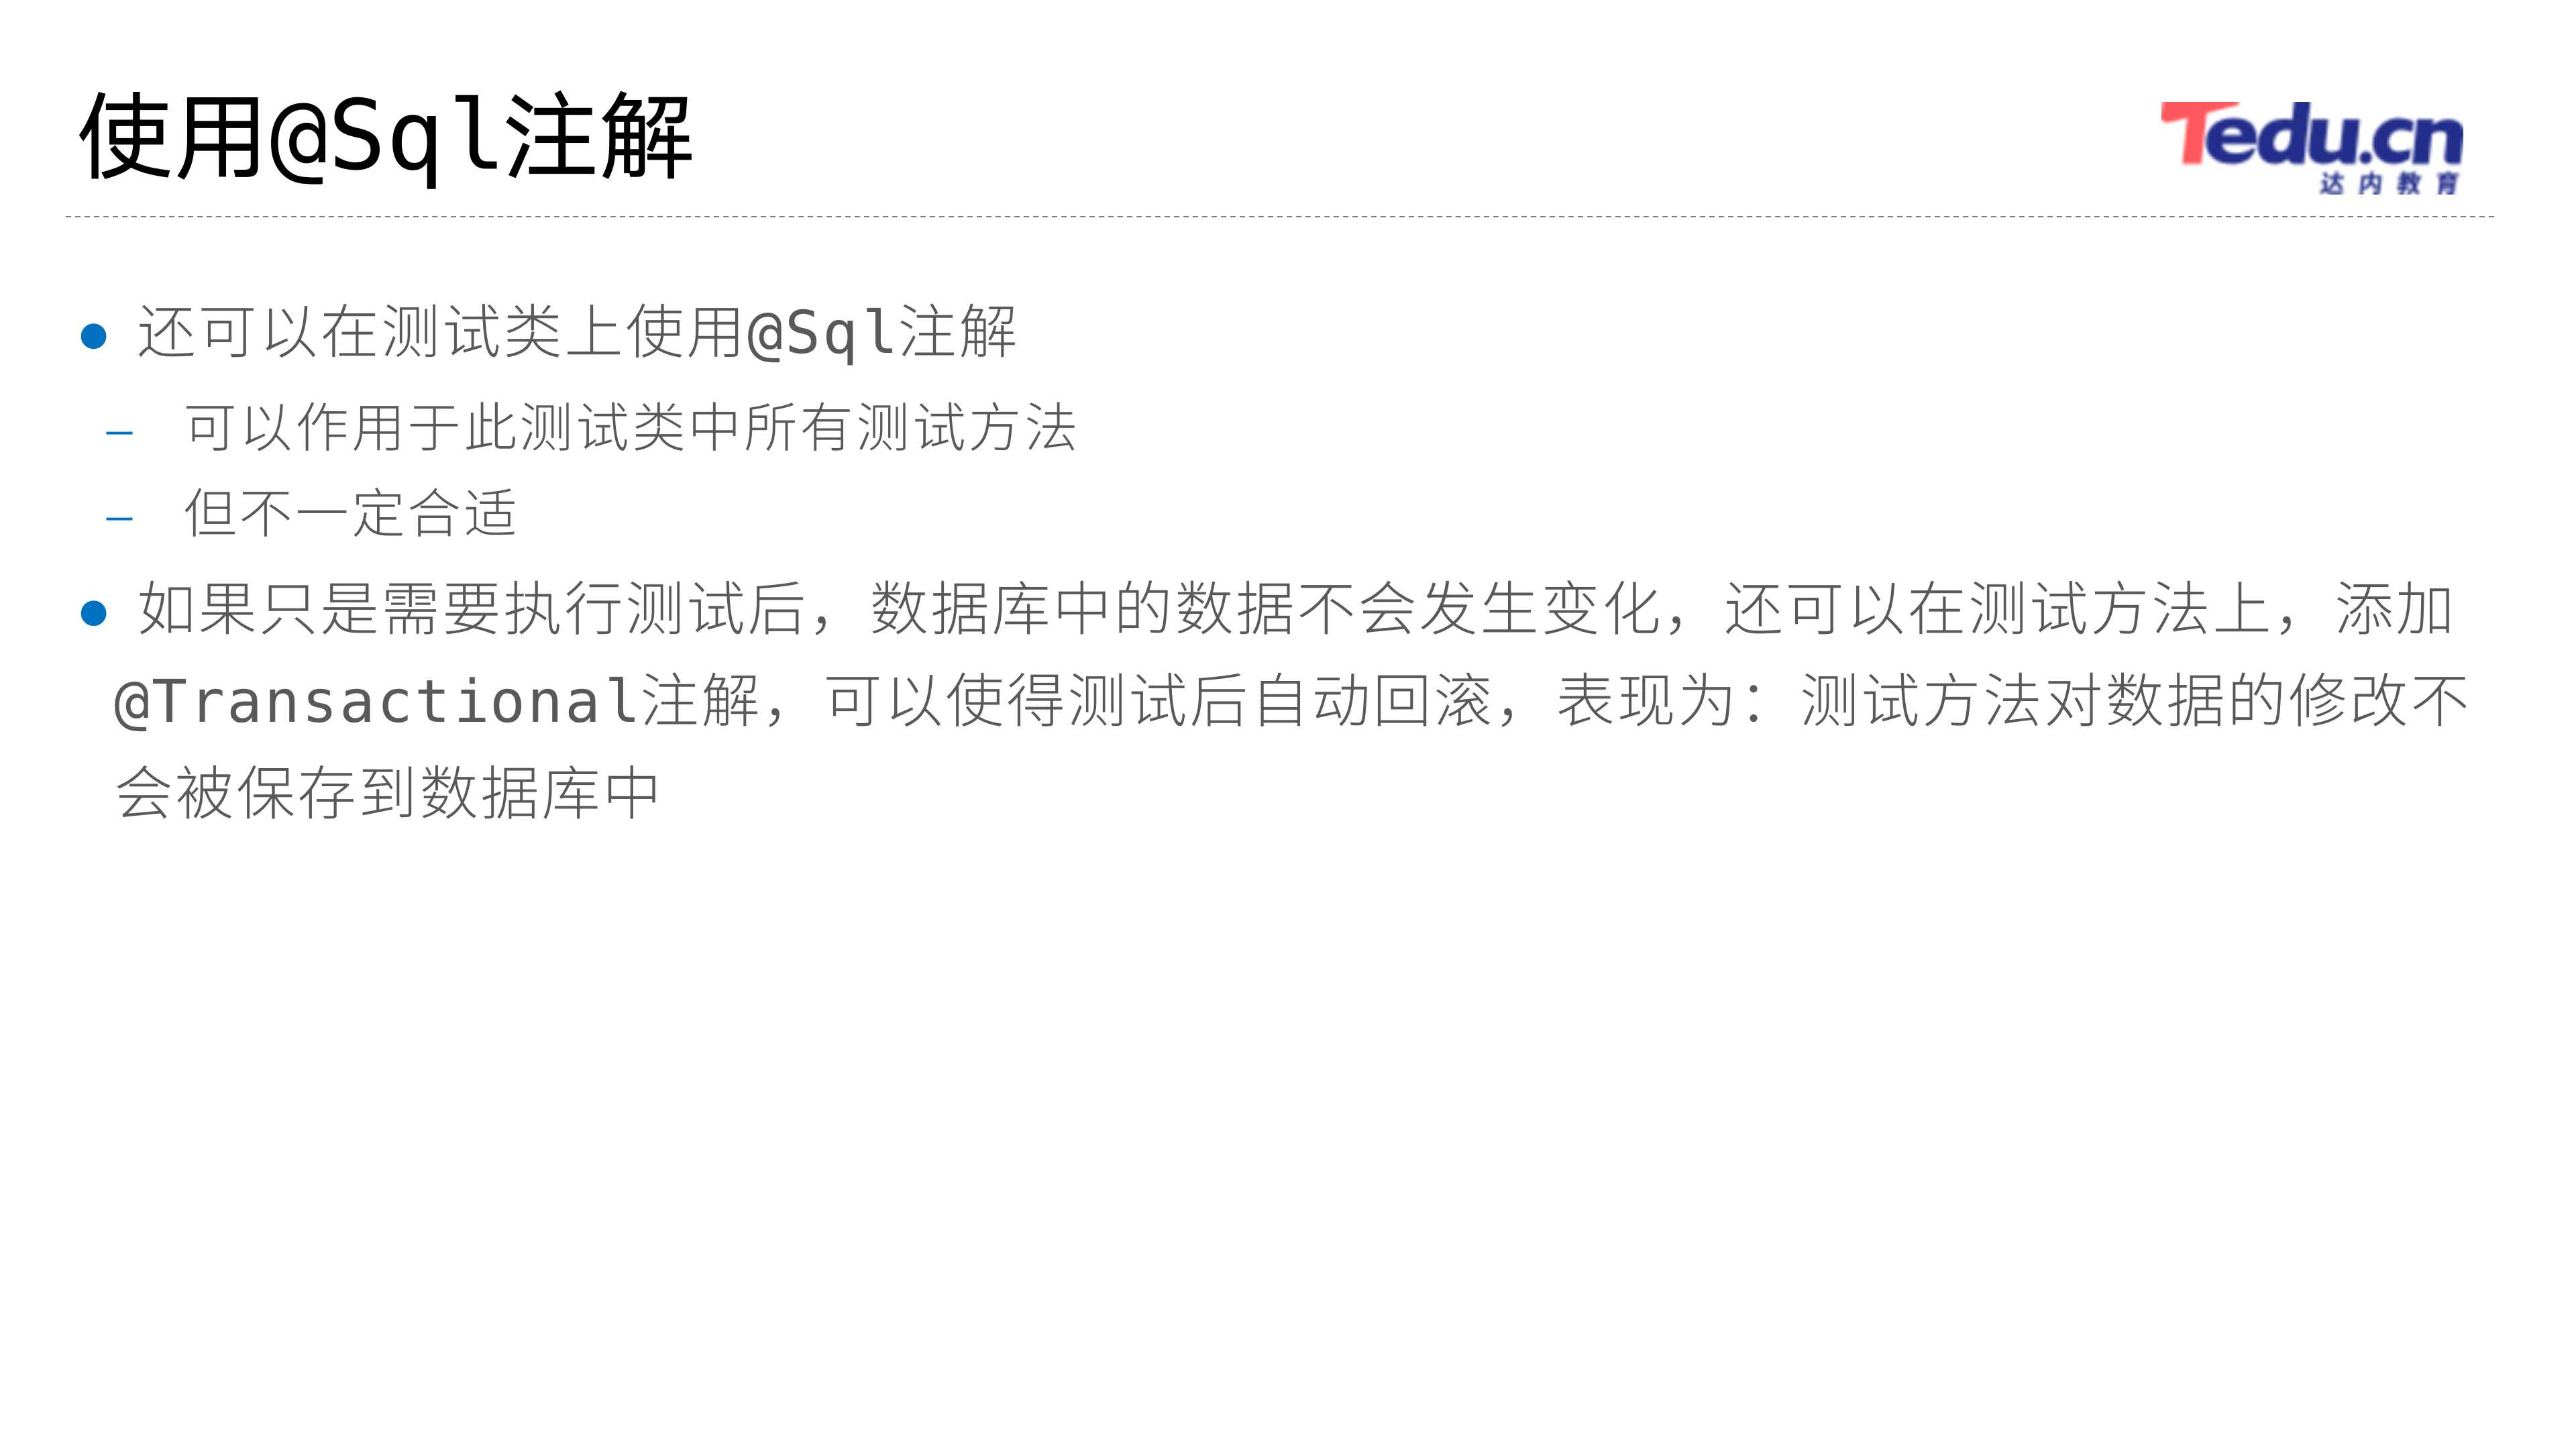 使用@Sql注解
Tedu.cn
达内教育
● 还可以在测试类上使用@Sql注解
– 可以作用于此测试类中所有测试方法
– 但不一定合适
● 如果只是需要执行测试后，数据库中的数据不会发生变化，还可以在测试方法上，添加
@Transactional注解，可以使得测试后自动回滚，表现为：测试方法对数据的修改不
会被保存到数据库中